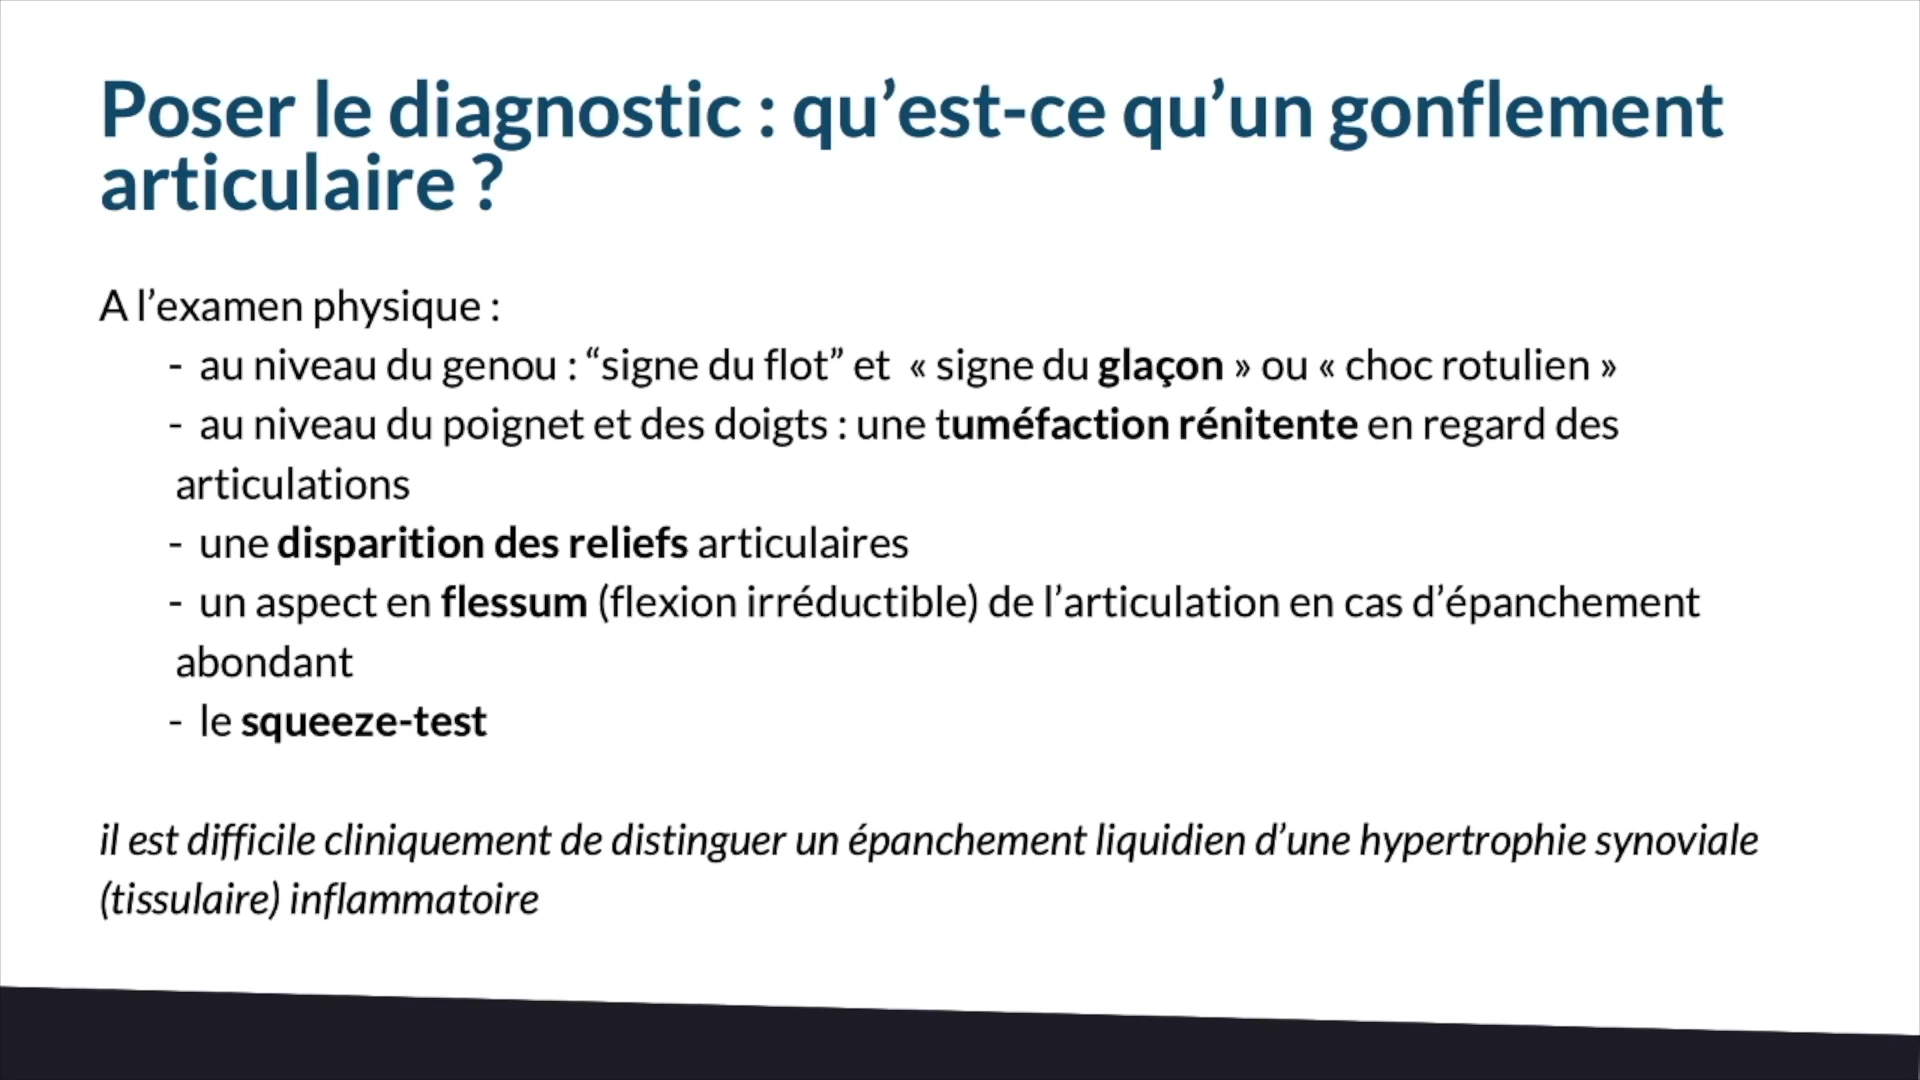 Poser le diagnostic : qu’est-ce qu’un gonflement
articulaire ?
A l’examen physique :
- au niveau du genou : “signe du flot” et « signe du glaçon » ou « choc rotulien »
- au niveau du poignet et des doigts : une tuméfaction rénitente en regard des
articulations
- une disparition des reliefs articulaires
- un aspect en flessum (flexion irréductible) de l’articulation en cas d’épanchement
abondant
- le squeeze-test
il est difficile cliniquement de distinguer un épanchement liquidien d’une hypertrophie synoviale
(tissulaire) inflammatoire